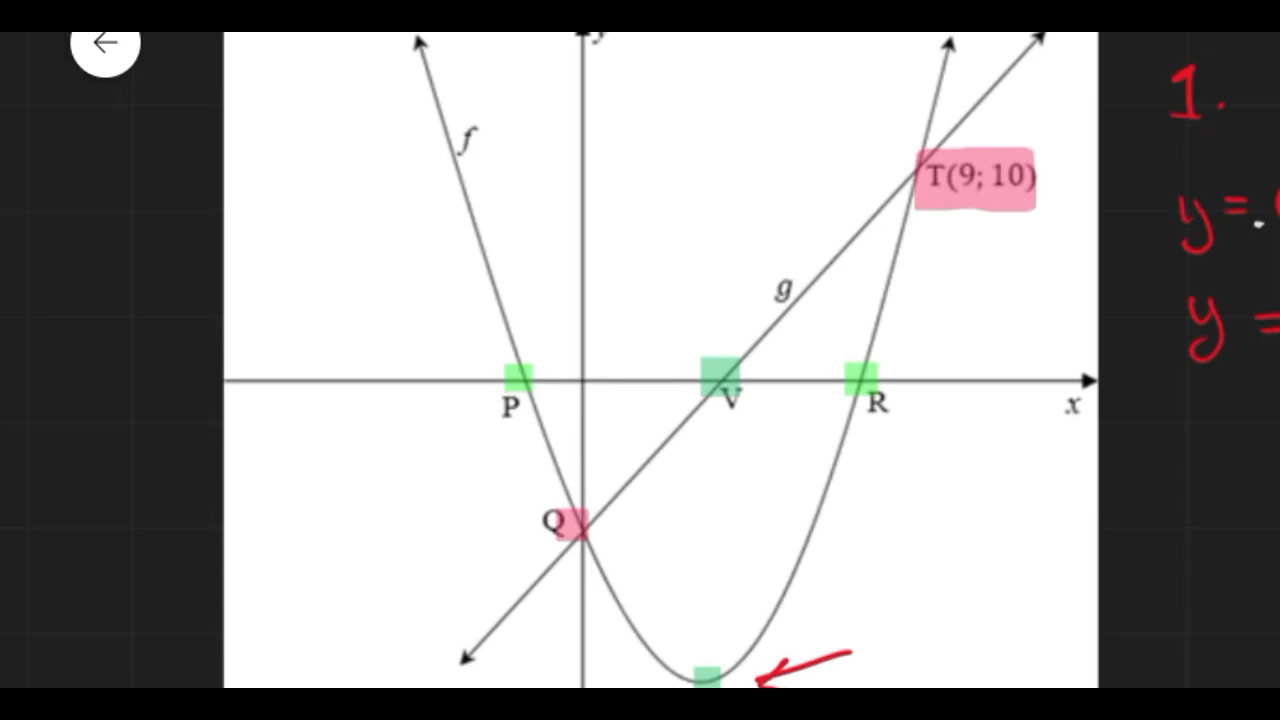 y
f
T(9; 10)
g
P
V
R
x
Q
1.
y=
y =